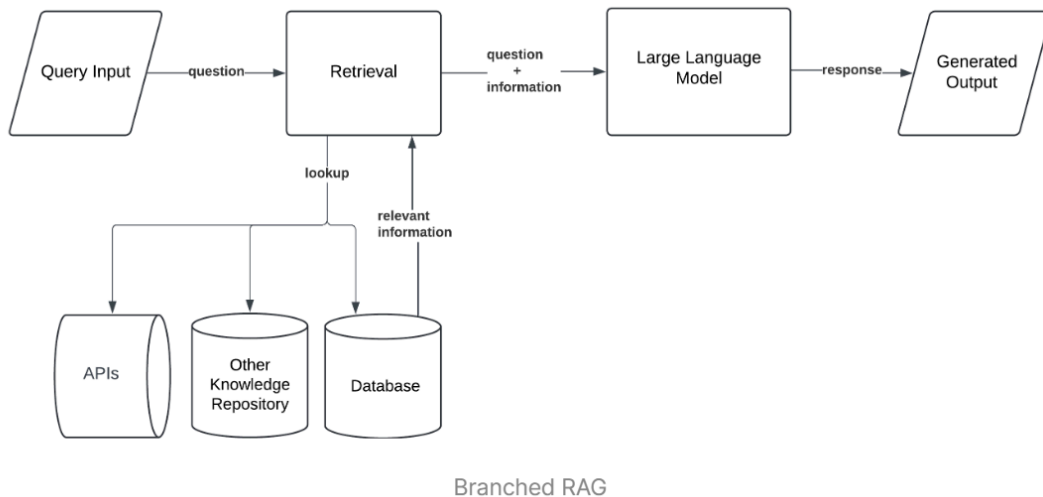 Query Input
question
Retrieval
question
+
information
Large Language
Model
response
Generated
Output
lookup
relevant
information
APIs
Other
Knowledge
Repository
Database
Branched RAG